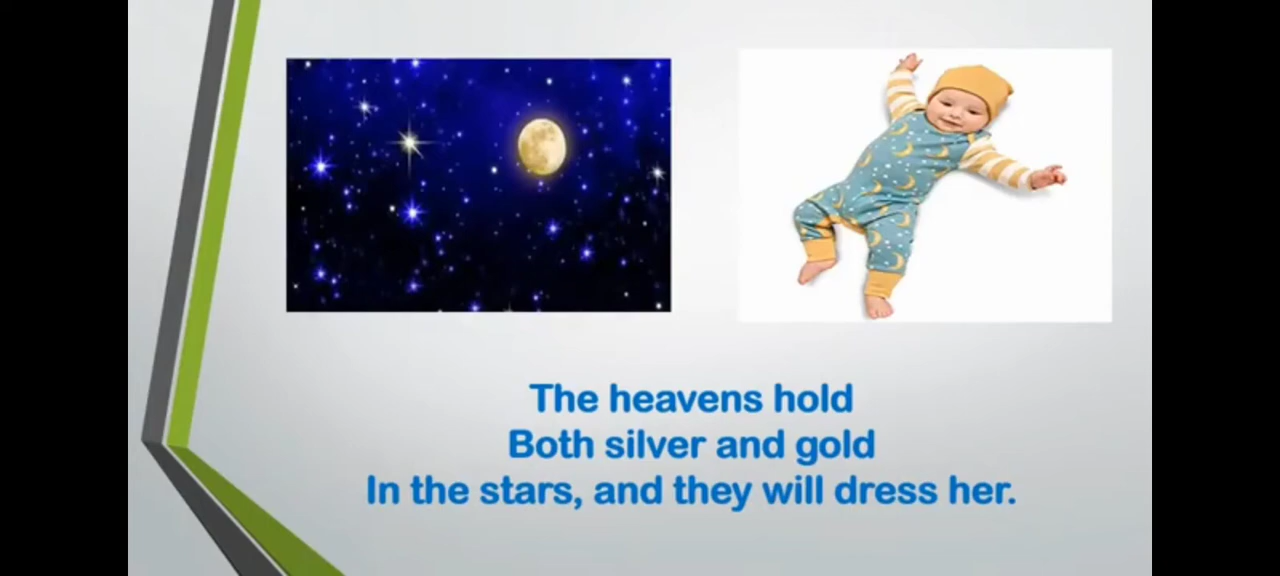 The heavens hold
Both silver and gold
In the stars, and they will dress her.